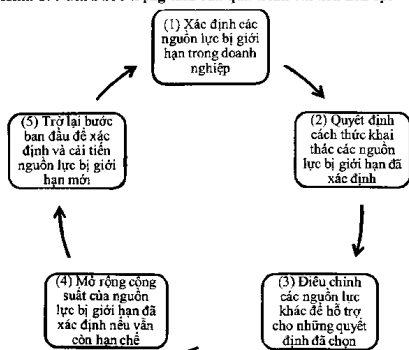 (1) Xác định các
nguồn lực bị giới
hạn trong doanh
nghiệp
(2) Quyết định
cách thức khai
thác các nguồn
lực bị giới hạn đã
xác định
(3) Điều chỉnh
các nguồn lực
khác để hỗ trợ
cho những quyết
định đã chọn
(4) Mở rộng công
suất của nguồn
lực bị giới hạn đã
xác định nếu vẫn
còn hạn chế
(5) Trở lại bước
ban đầu để xác
định và cải tiến
nguồn lực bị giới
hạn mới